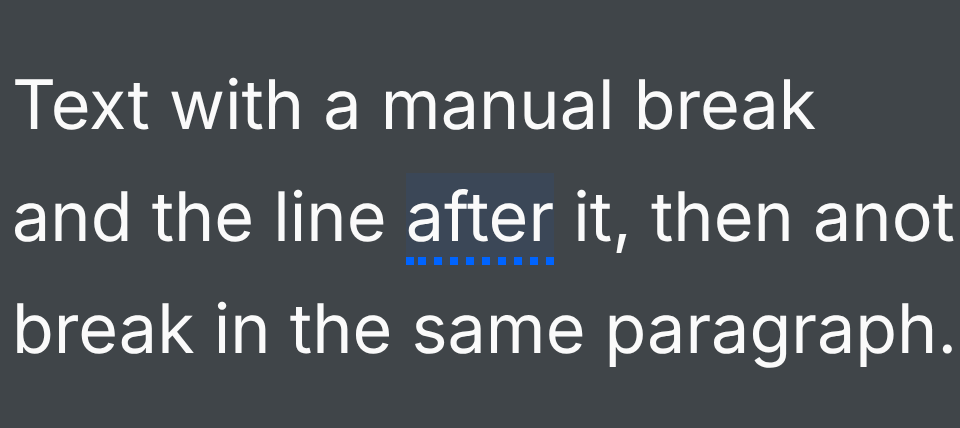 Text with a manual break
and the line after it, then anot
break in the same paragraph.